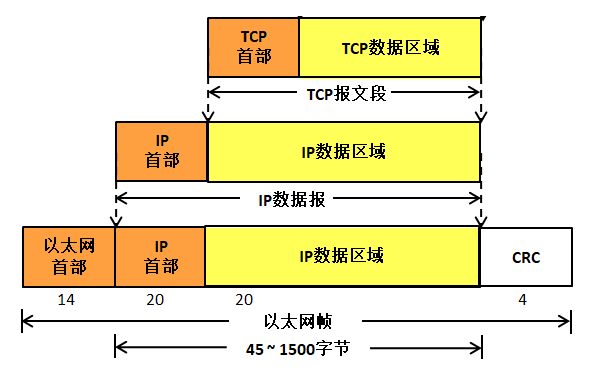 TCP
首部
TCP数据区域
TCP报文段
IP
首部
IP数据区域
IP数据报
以太网
首部
IP
首部
IP数据区域
CRC
14
20
20
4
以太网帧
45 ~ 1500字节